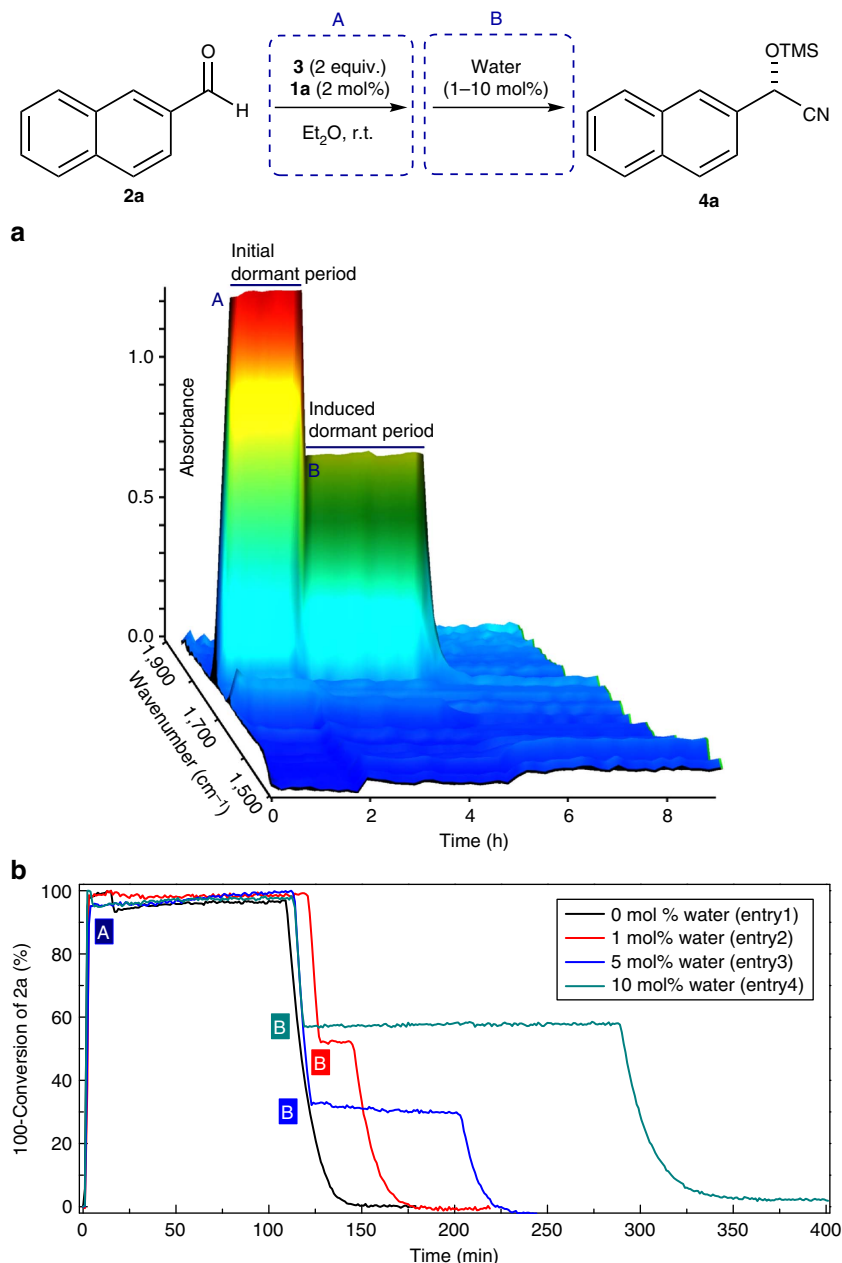 A
B
O
H
2a
3 (2 equiv.)
1a (2 mol%)
Et2O, r.t.
Water
(1–10 mol%)
OTMS
CN
4a
a
Initial
dormant period
A
Induced
dormant period
B
Absorbance
1.0
0.5
0.0
1,900
1,700
1,500
Wavenumber (cm⁻¹)
0
2
4
6
8
Time (h)
b
100
80
60
40
20
0
100-Conversion of 2a (%)
A
B
B
B
0 mol % water (entry1)
1 mol% water (entry2)
5 mol% water (entry3)
10 mol% water (entry4)
0
50
100
150
200
250
300
350
400
Time (min)